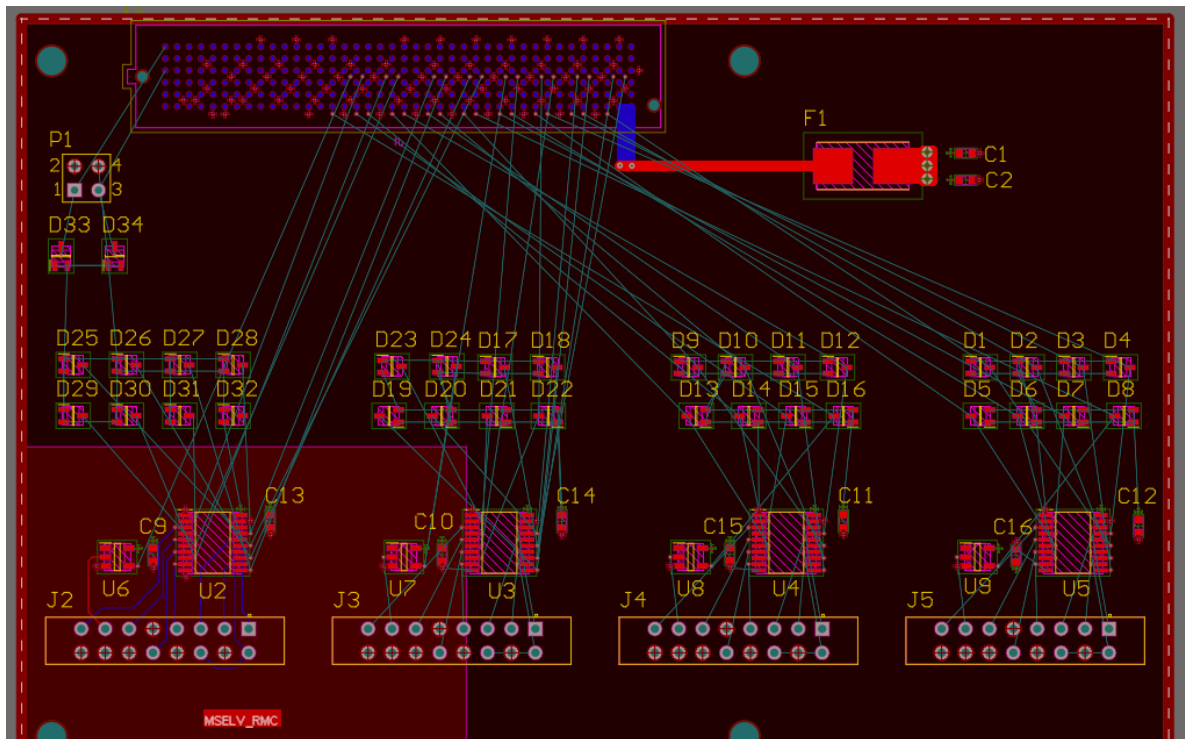 F1
P1
2 4
1 3
C1
C2
D33 D34
D25 D26 D27 D28
D23 D24 D17 D18
D9 D10 D11 D12
D1 D2 D3 D4
D29 D30 D31 D32
D19 D20 D21 D22
D13 D14 D15 D16
D5 D6 D7 D8
C13 C14 C11 C12
C9 C10 C15 C16
U6 U2 U7 U3 U8 U4 U9 U5
J2 J3 J4 J5
MSELV_RMC